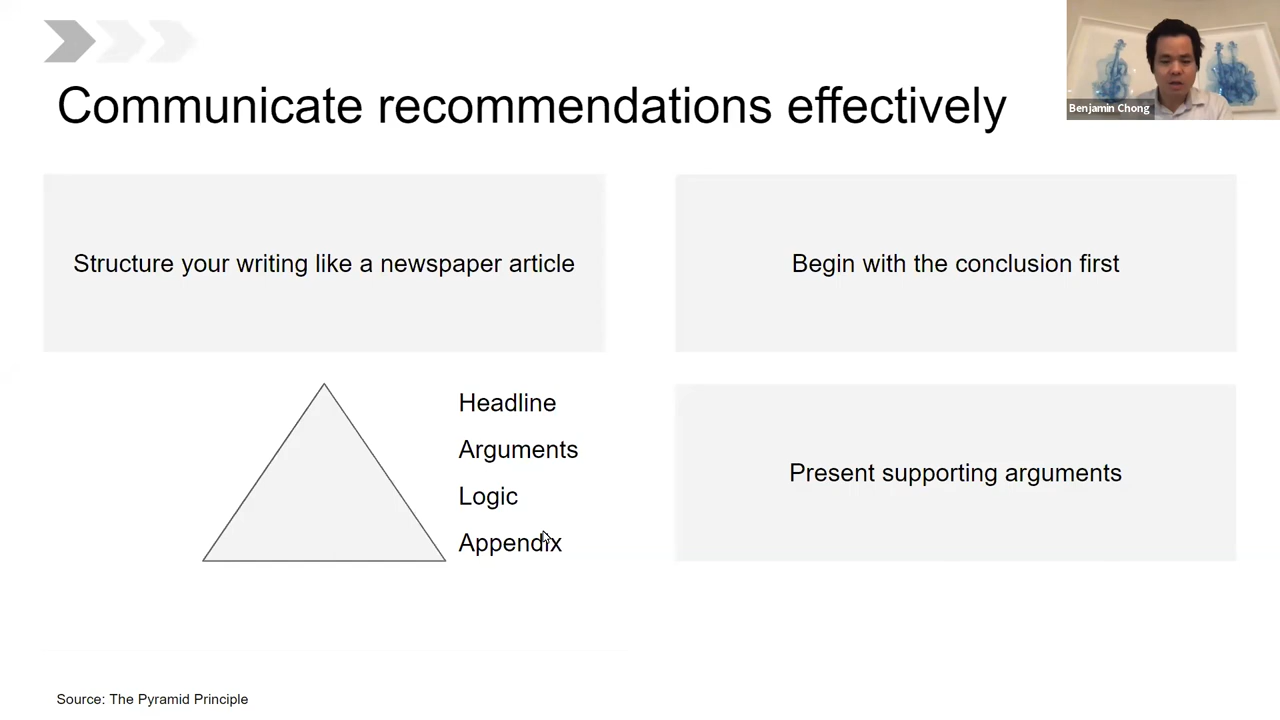 Communicate recommendations effectively
Benjamin Chong
Structure your writing like a newspaper article
Begin with the conclusion first
Headline
Arguments
Logic
Appendix
Present supporting arguments
Source: The Pyramid Principle